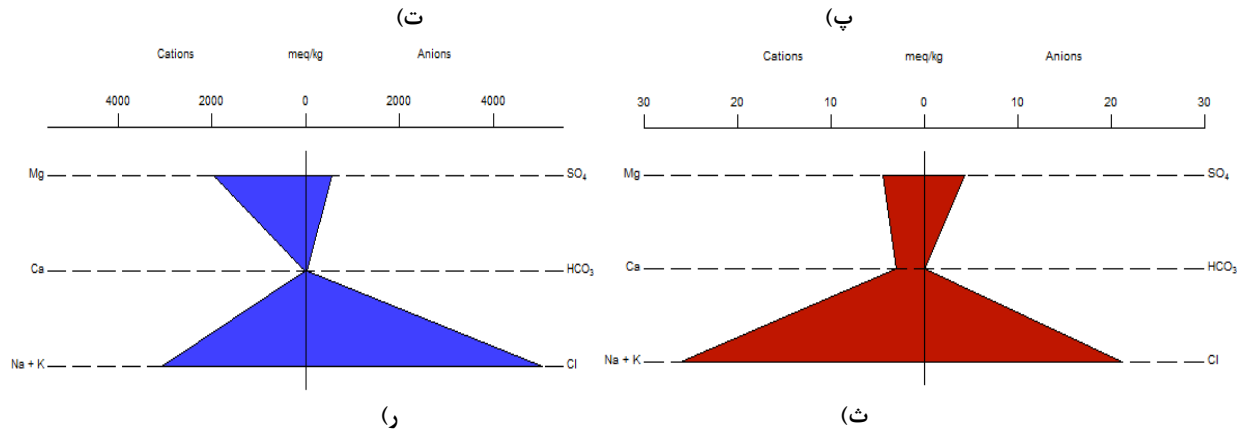 ت)
پ)
Cations meq/kg Anions
4000 2000 0 2000 4000
Mg SO₄
Ca HCO₃
Na + K Cl
Cations meq/kg Anions
30 20 10 0 10 20 30
Mg SO₄
Ca HCO₃
Na + K Cl
ر)
ث)